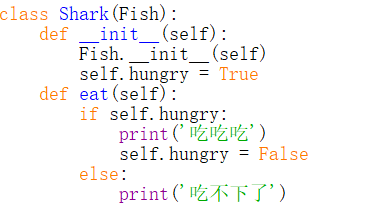 class Shark(Fish):
    def __init__(self):
        Fish.__init__(self)
        self.hungry = True
    def eat(self):
        if self.hungry:
            print('吃吃吃')
            self.hungry = False
        else:
            print('吃不下了')